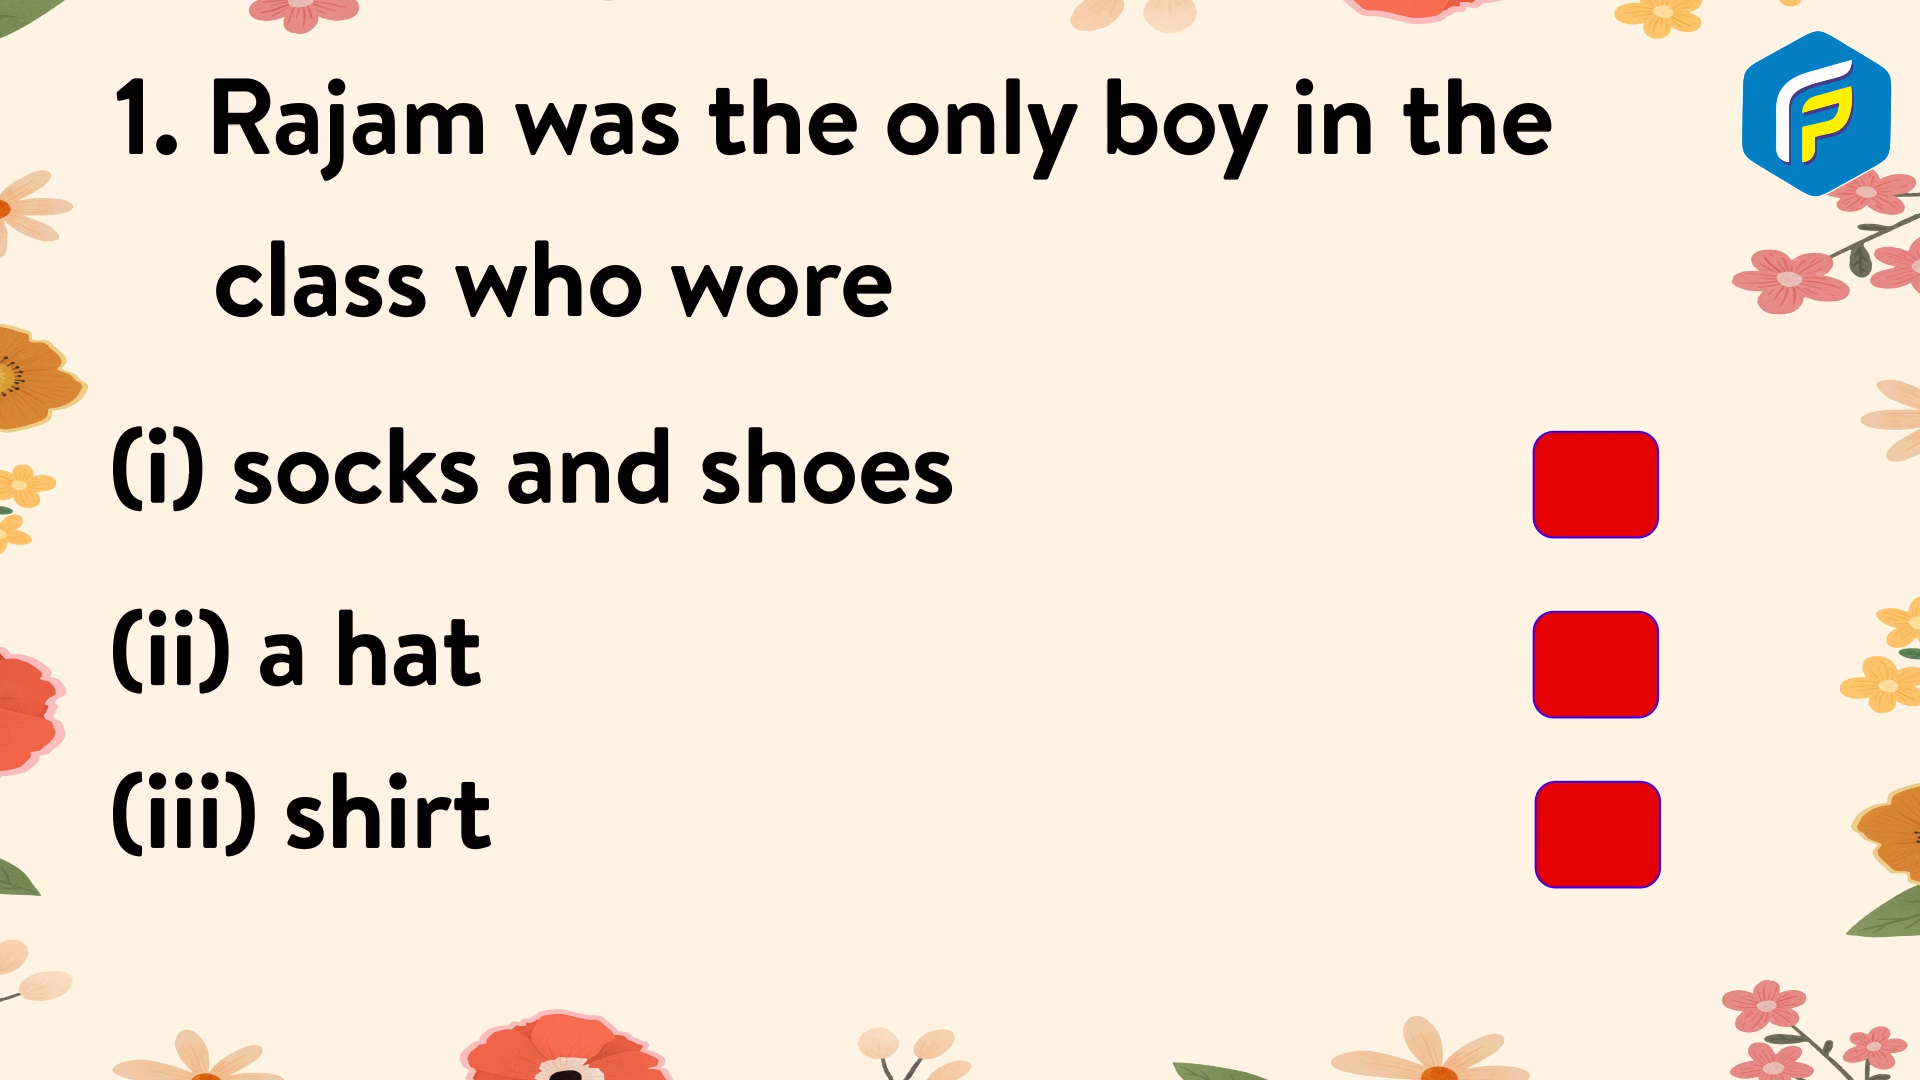 1. Rajam was the only boy in the
class who wore
(i) socks and shoes
(ii) a hat
(iii) shirt